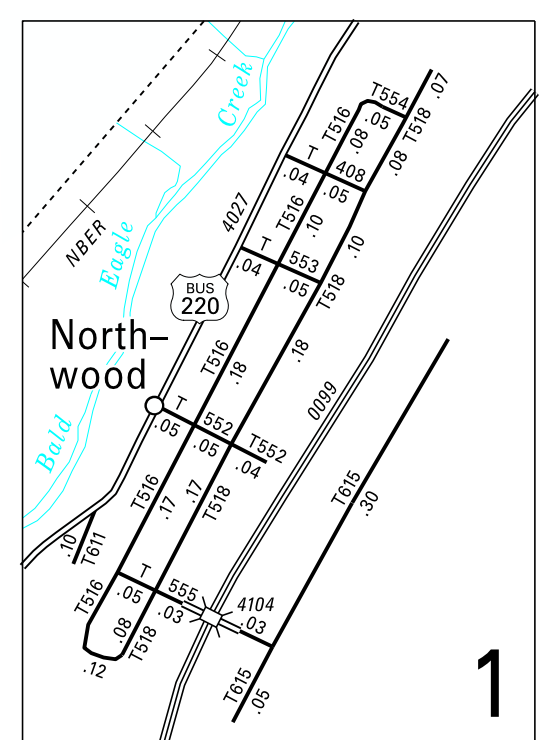 Creek
T554
.07
T516
.05
.08
T518
.08
T
408
.04
.05
T516
.10
4027
.10
NBER
Eagle
T
553
.04
.05
T518
BUS
220
North–
wood
T516
.18
.18
0099
T
552
.05
.05
T552
.04
Bald
T516
.17
.17
T518
T615
.30
.10
T611
T
555
.05
.03
4104
.03
T516
.08
T518
.12
T615
.05
1